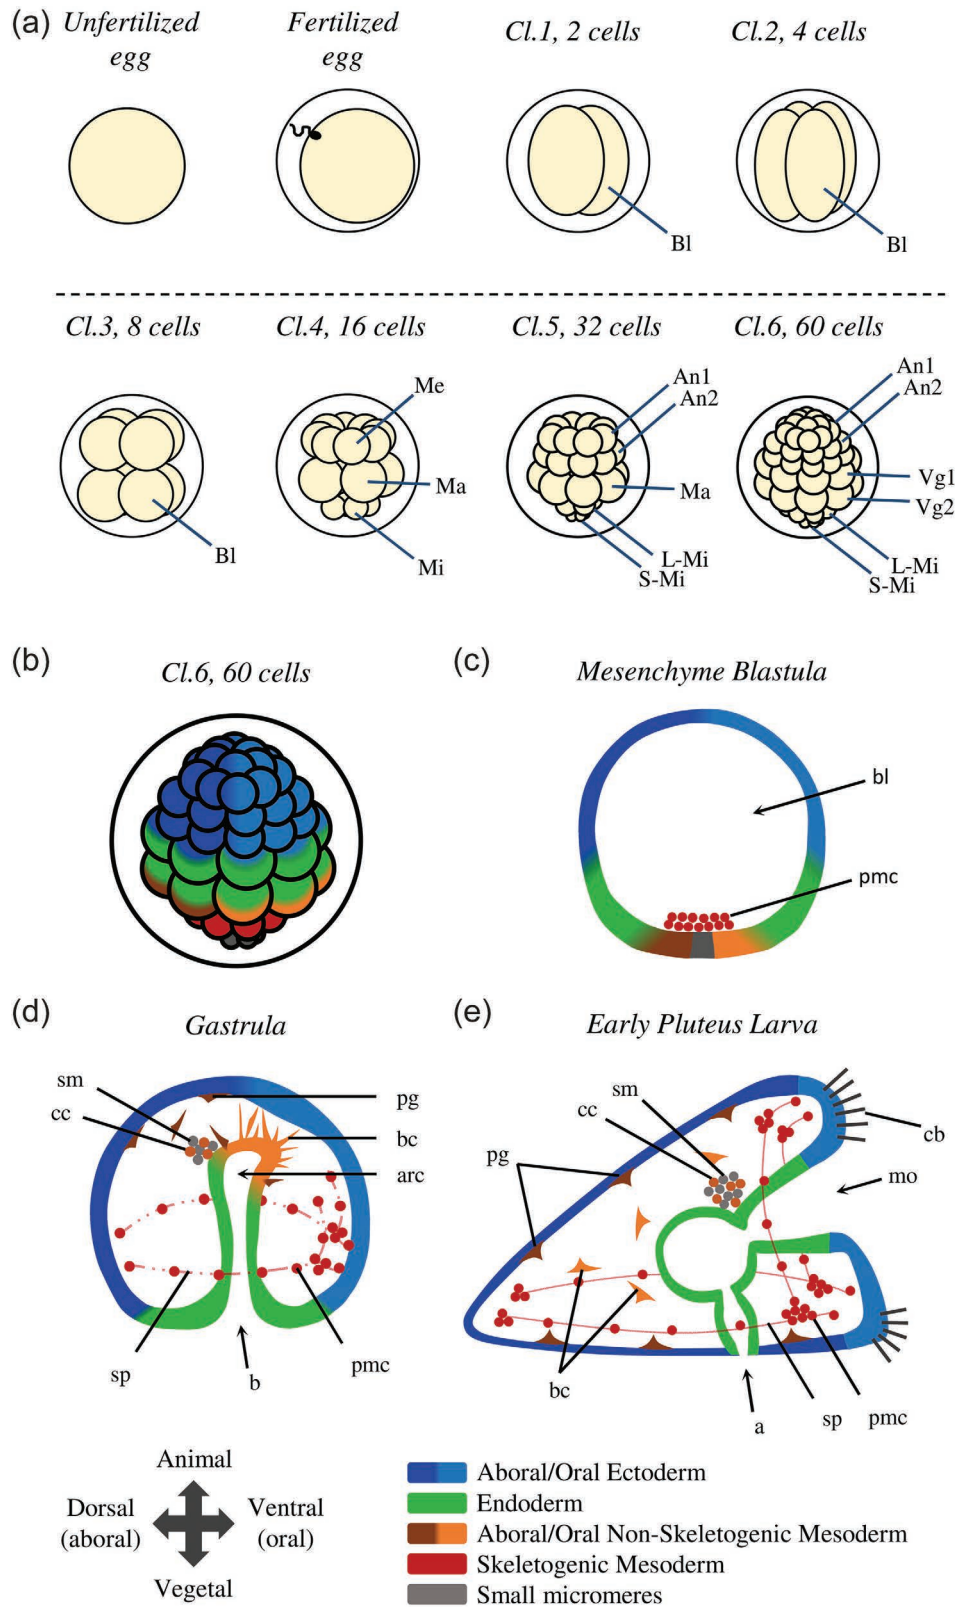 (a)
Unfertilized
egg
Fertilized
egg
Cl.1, 2 cells
Cl.2, 4 cells
Bl
Bl
Cl.3, 8 cells
Cl.4, 16 cells
Cl.5, 32 cells
Cl.6, 60 cells
Bl
Me
Ma
Mi
An1
An2
Ma
L-Mi
S-Mi
An1
An2
Vg1
Vg2
L-Mi
S-Mi
(b)
Cl.6, 60 cells
(c)
Mesenchyme Blastula
bl
pmc
(d)
Gastrula
sm
cc
pg
bc
arc
sp
b
pmc
(e)
Early Pluteus Larva
sm
cc
pg
cb
mo
bc
a
sp
pmc
Animal
Dorsal
(aboral)
Ventral
(oral)
Vegetal
Aboral/Oral Ectoderm
Endoderm
Aboral/Oral Non-Skeletogenic Mesoderm
Skeletogenic Mesoderm
Small micromeres